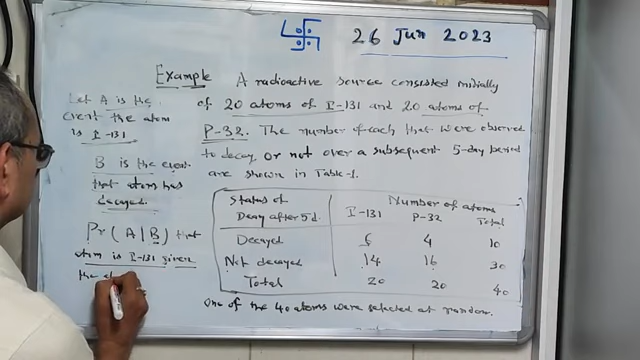 26 Jun 2023
Example A radioactive source consisted initially
of 20 atoms of I-131 and 20 atoms of
P-32. The number of each that were observed
to decay or not over a subsequent 5-day period
are shown in Table-1.
Let A is the
event the atom
is I-131
B is the event
that atom has
decayed.
Pr(A|B) that
atom is I-131 given
the
Status of
Decay after 5d. Number of atoms
I-131 P-32 Total
Decayed 6 4 10
Not decayed 14 16 30
Total 20 20 40
One of the 40 atoms were selected at random.